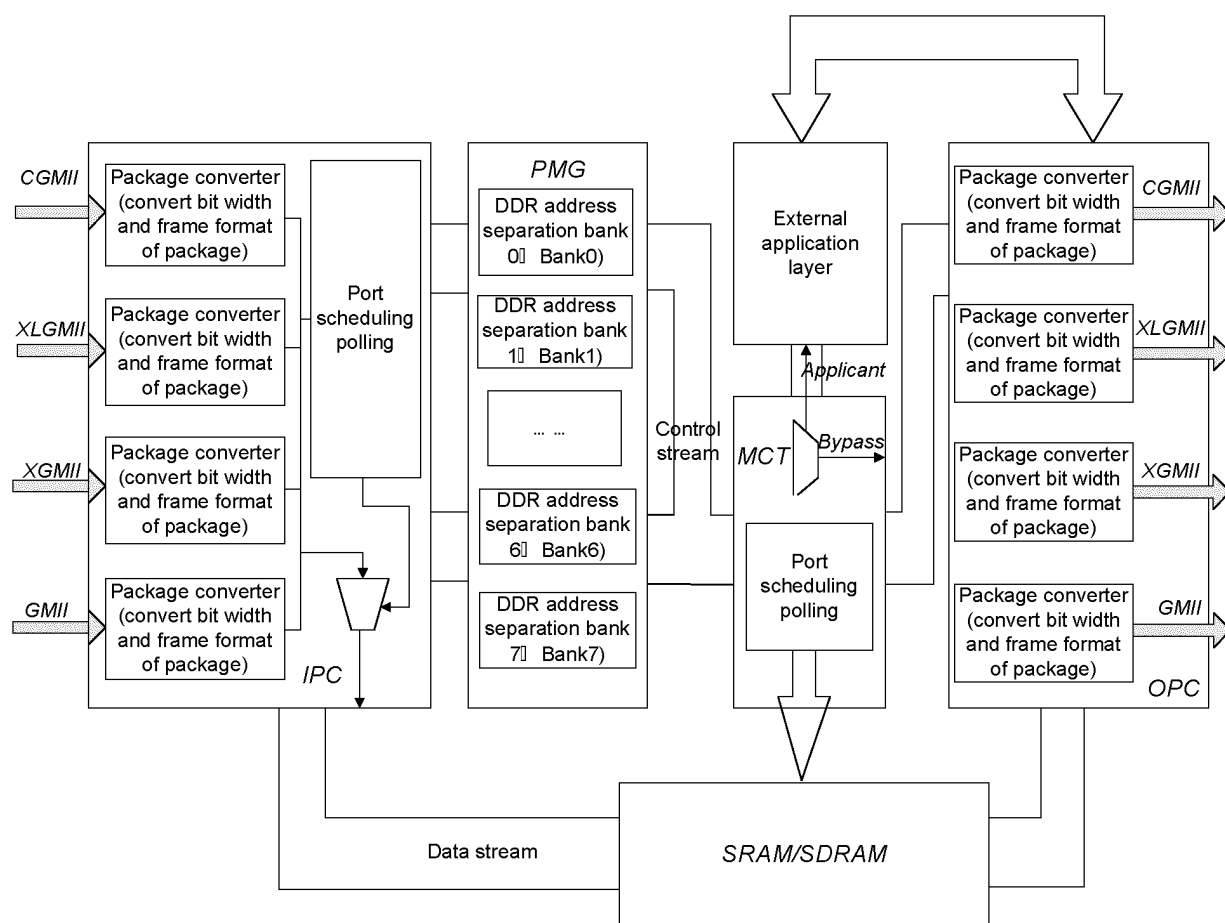 CGMII
Package converter
(convert bit width
and frame format
of package)
XLGMII
Package converter
(convert bit width
and frame format
of package)
XGMII
Package converter
(convert bit width
and frame format
of package)
GMII
Package converter
(convert bit width
and frame format
of package)
Port
scheduling
polling
IPC
PMG
DDR address
separation bank
0▯ Bank0)
DDR address
separation bank
1▯ Bank1)
... ...
DDR address
separation bank
6▯ Bank6)
DDR address
separation bank
7▯ Bank7)
Control
stream
External
application
layer
Applicant
MCT
Bypass
Port
scheduling
polling
Package converter
(convert bit width
and frame format
of package)
CGMII
Package converter
(convert bit width
and frame format
of package)
XLGMII
Package converter
(convert bit width
and frame format
of package)
XGMII
Package converter
(convert bit width
and frame format
of package)
GMII
OPC
Data stream
SRAM/SDRAM